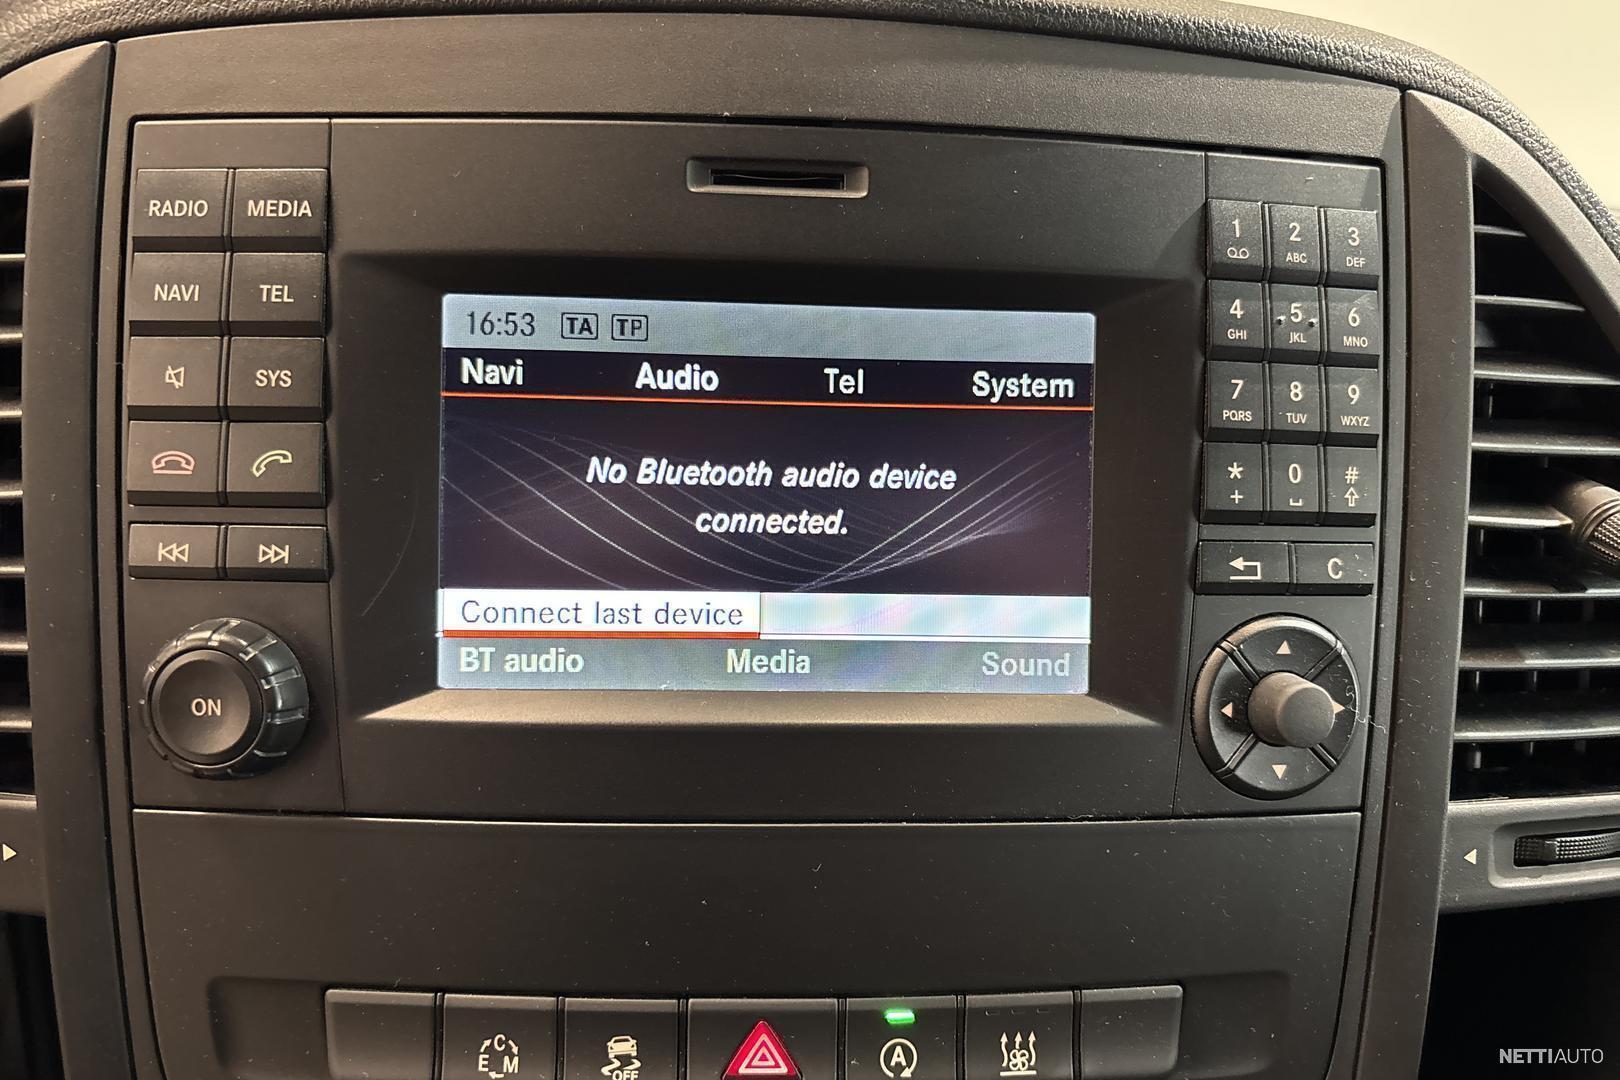 RADIO MEDIA
NAVI TEL
SYS
ON
16:53 TA TP
Navi Audio Tel System
No Bluetooth audio device
connected.
Connect last device
BT audio Media Sound
1 2 3
ABC DEF
4 5 6
GHI JKL MNO
7 8 9
PQRS TUV WXYZ
* 0 #
+
C
C
E M
OFF
A
NETTIAUTO